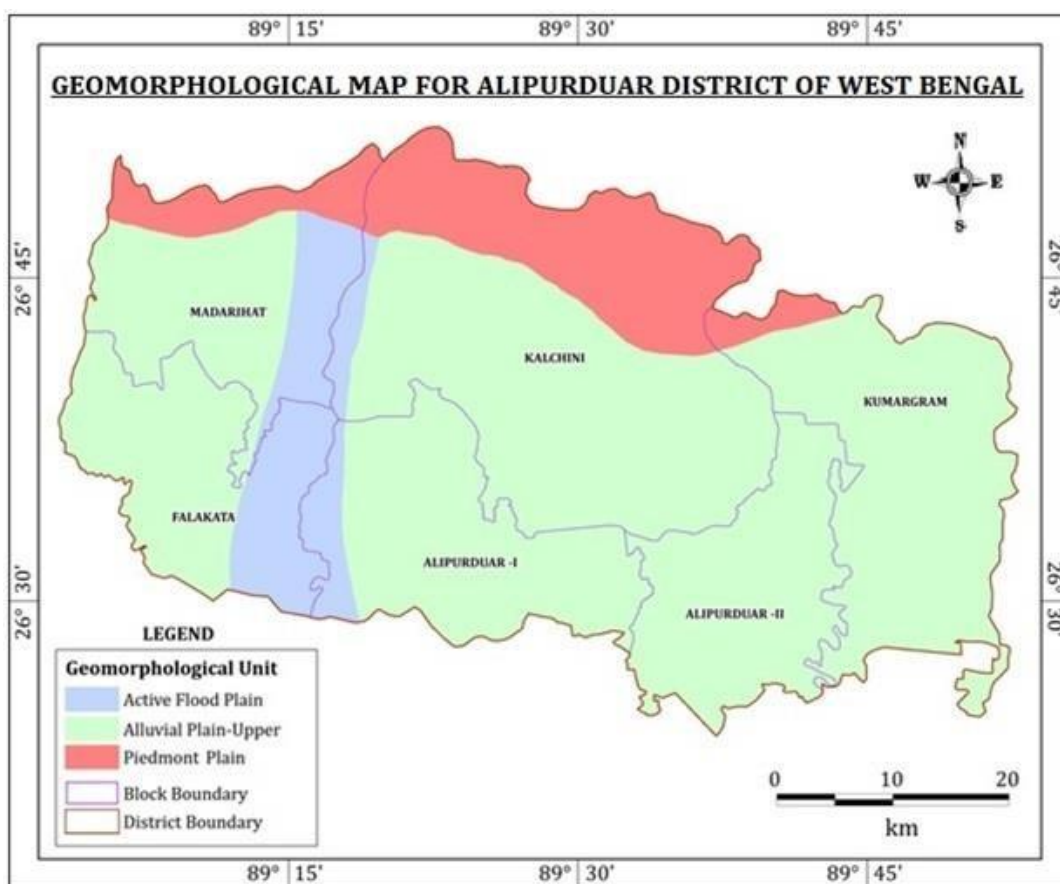 89° 15' 89° 30' 89° 45'
GEOMORPHOLOGICAL MAP FOR ALIPURDUAR DISTRICT OF WEST BENGAL
N
W E
S
26° 45' 26° 45'
MADARIHAT
KALCHINI
KUMARGRAM
FALAKATA
ALIPURDUAR -I
26° 30' 26° 30'
ALIPURDUAR -II
LEGEND
Geomorphological Unit
Active Flood Plain
Alluvial Plain-Upper
Piedmont Plain
Block Boundary
District Boundary
0 10 20
km
89° 15' 89° 30' 89° 45'